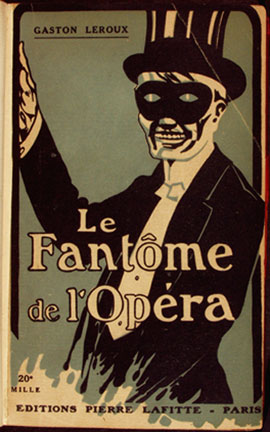 GASTON LEROUX
Le
Fantôme
de l'Opéra
20e
MILLE
EDITIONS PIERRE LAFITTE - PARIS